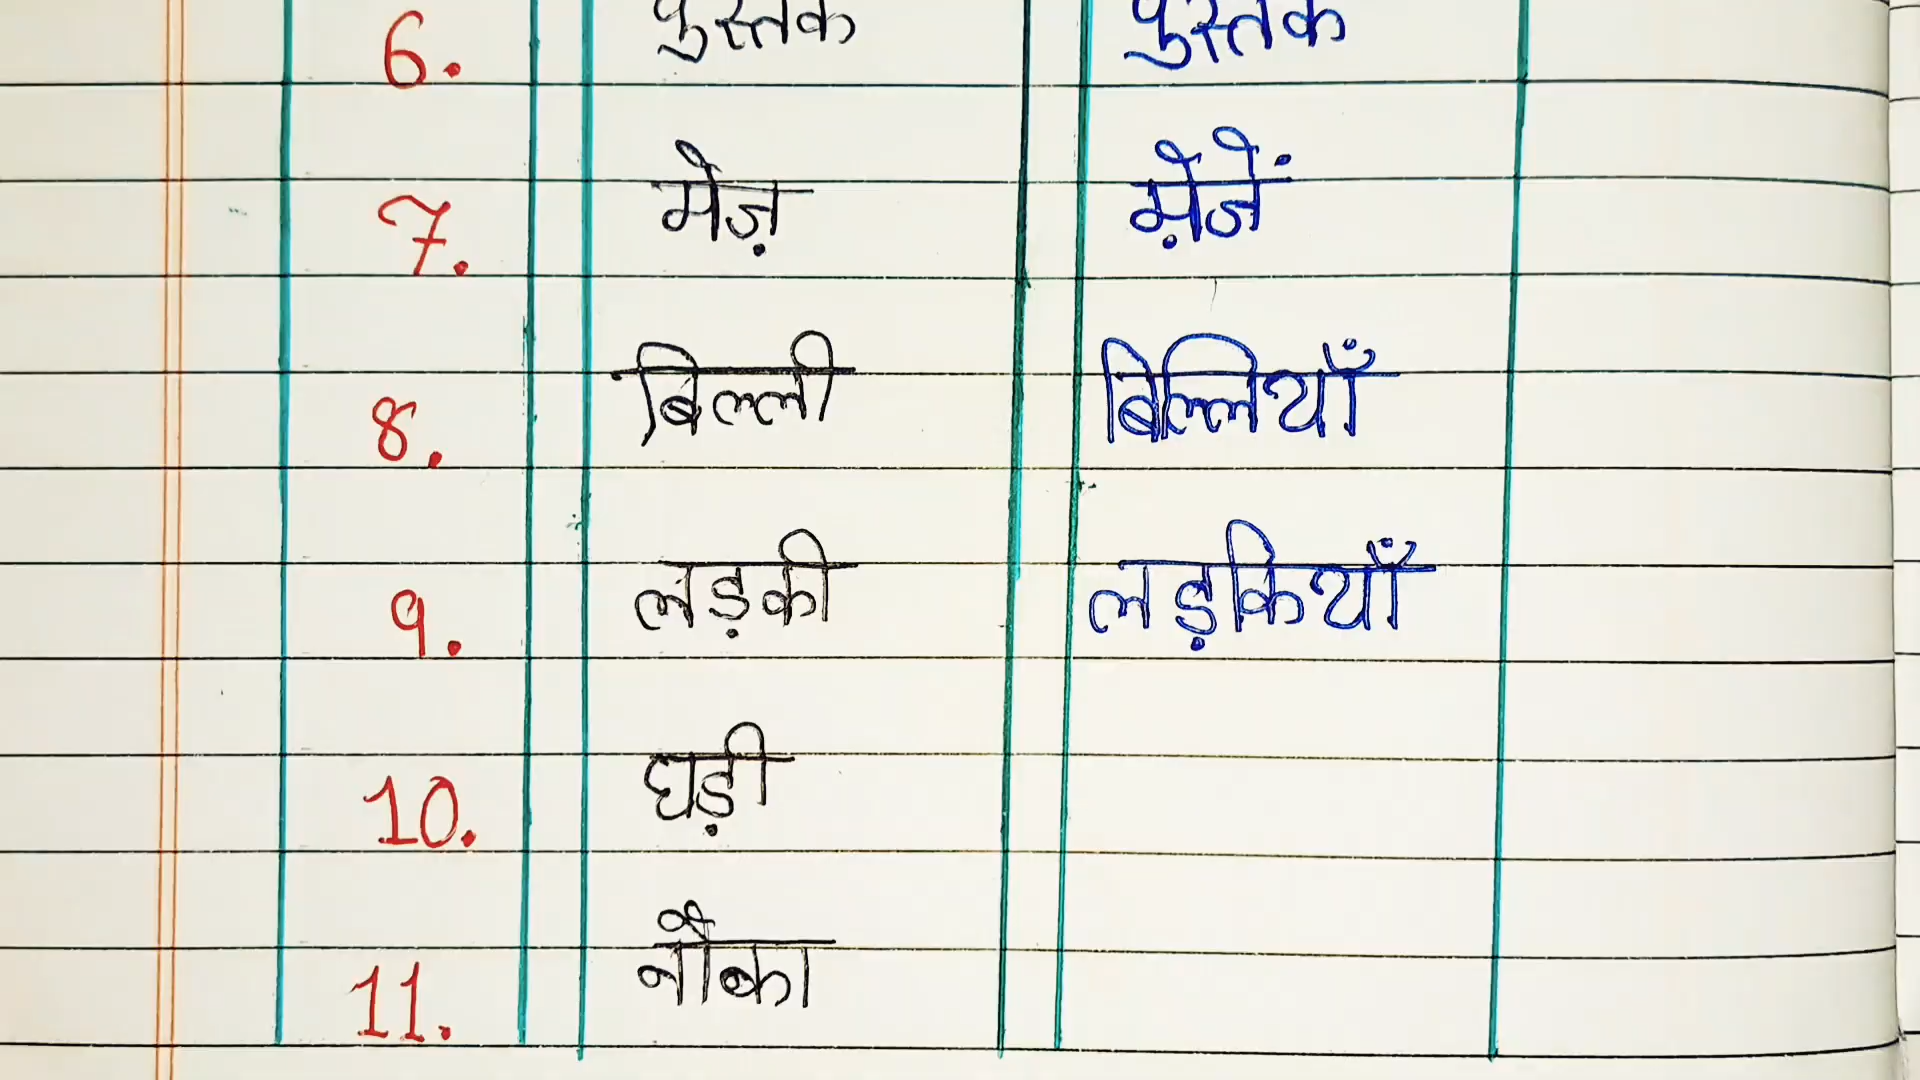 6. पुस्तक पुस्तक
7. मेज़ मे़जें
8. बिल्ली बिल्लियाँ
9. लड़की लड़कियाँ
10. घड़ी
11. नौका